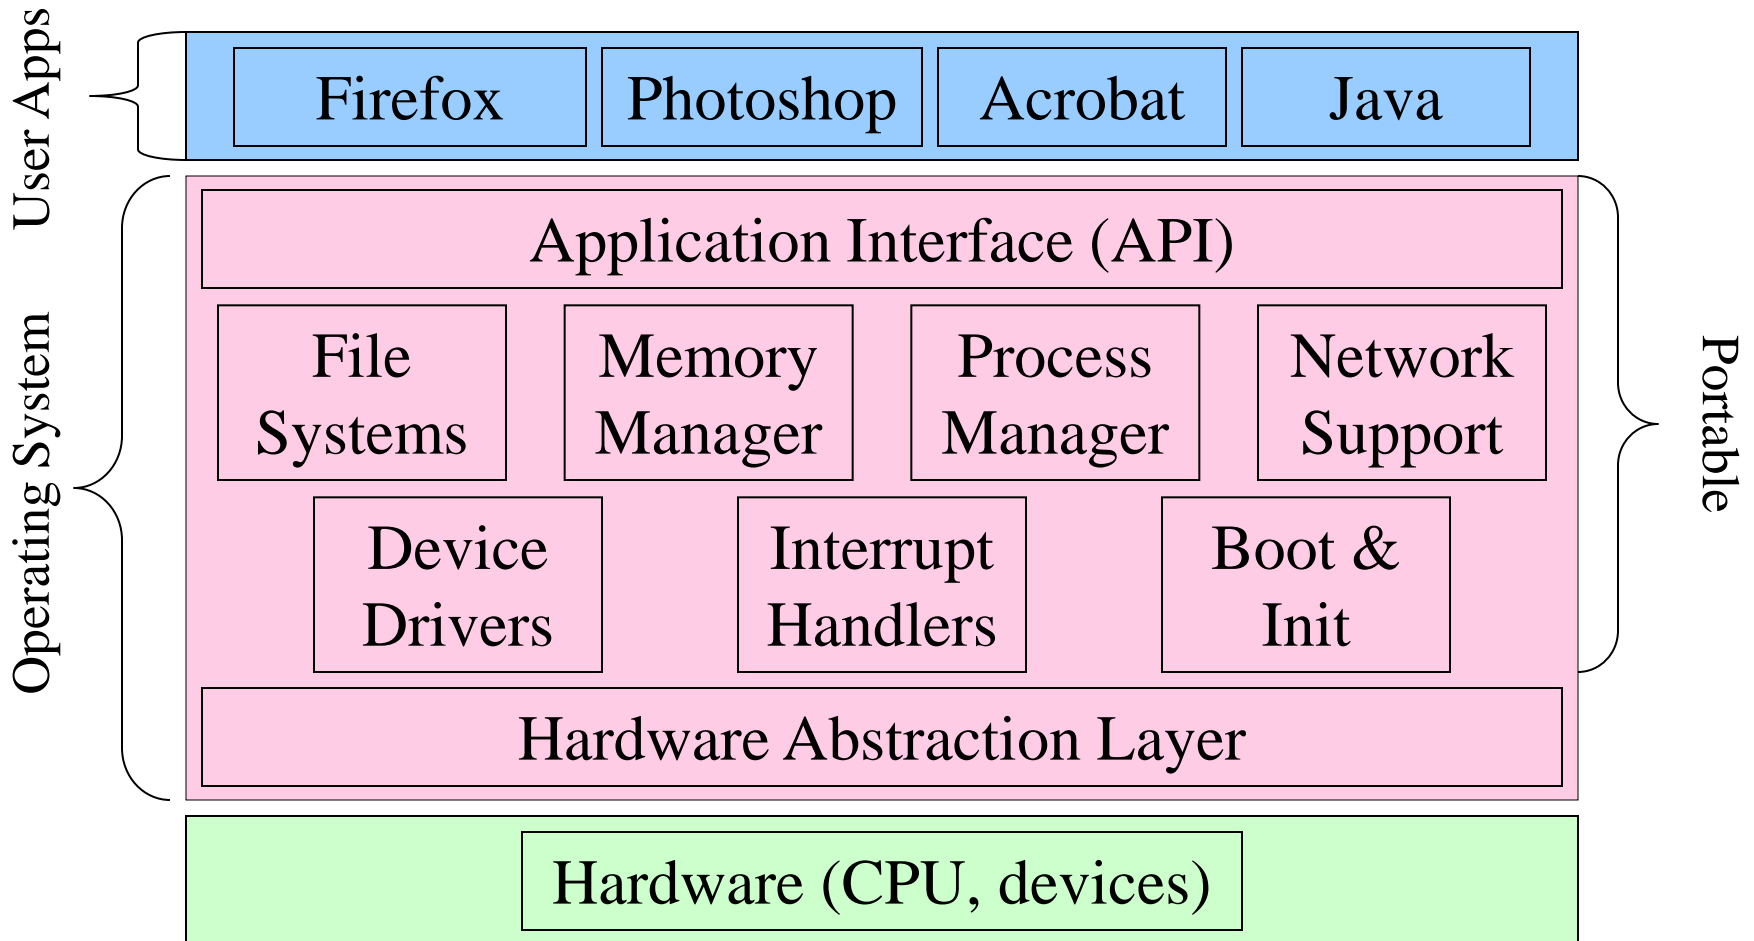 User Apps
Firefox
Photoshop
Acrobat
Java
Operating System
Application Interface (API)
File
Systems
Memory
Manager
Process
Manager
Network
Support
Device
Drivers
Interrupt
Handlers
Boot &
Init
Hardware Abstraction Layer
Portable
Hardware (CPU, devices)